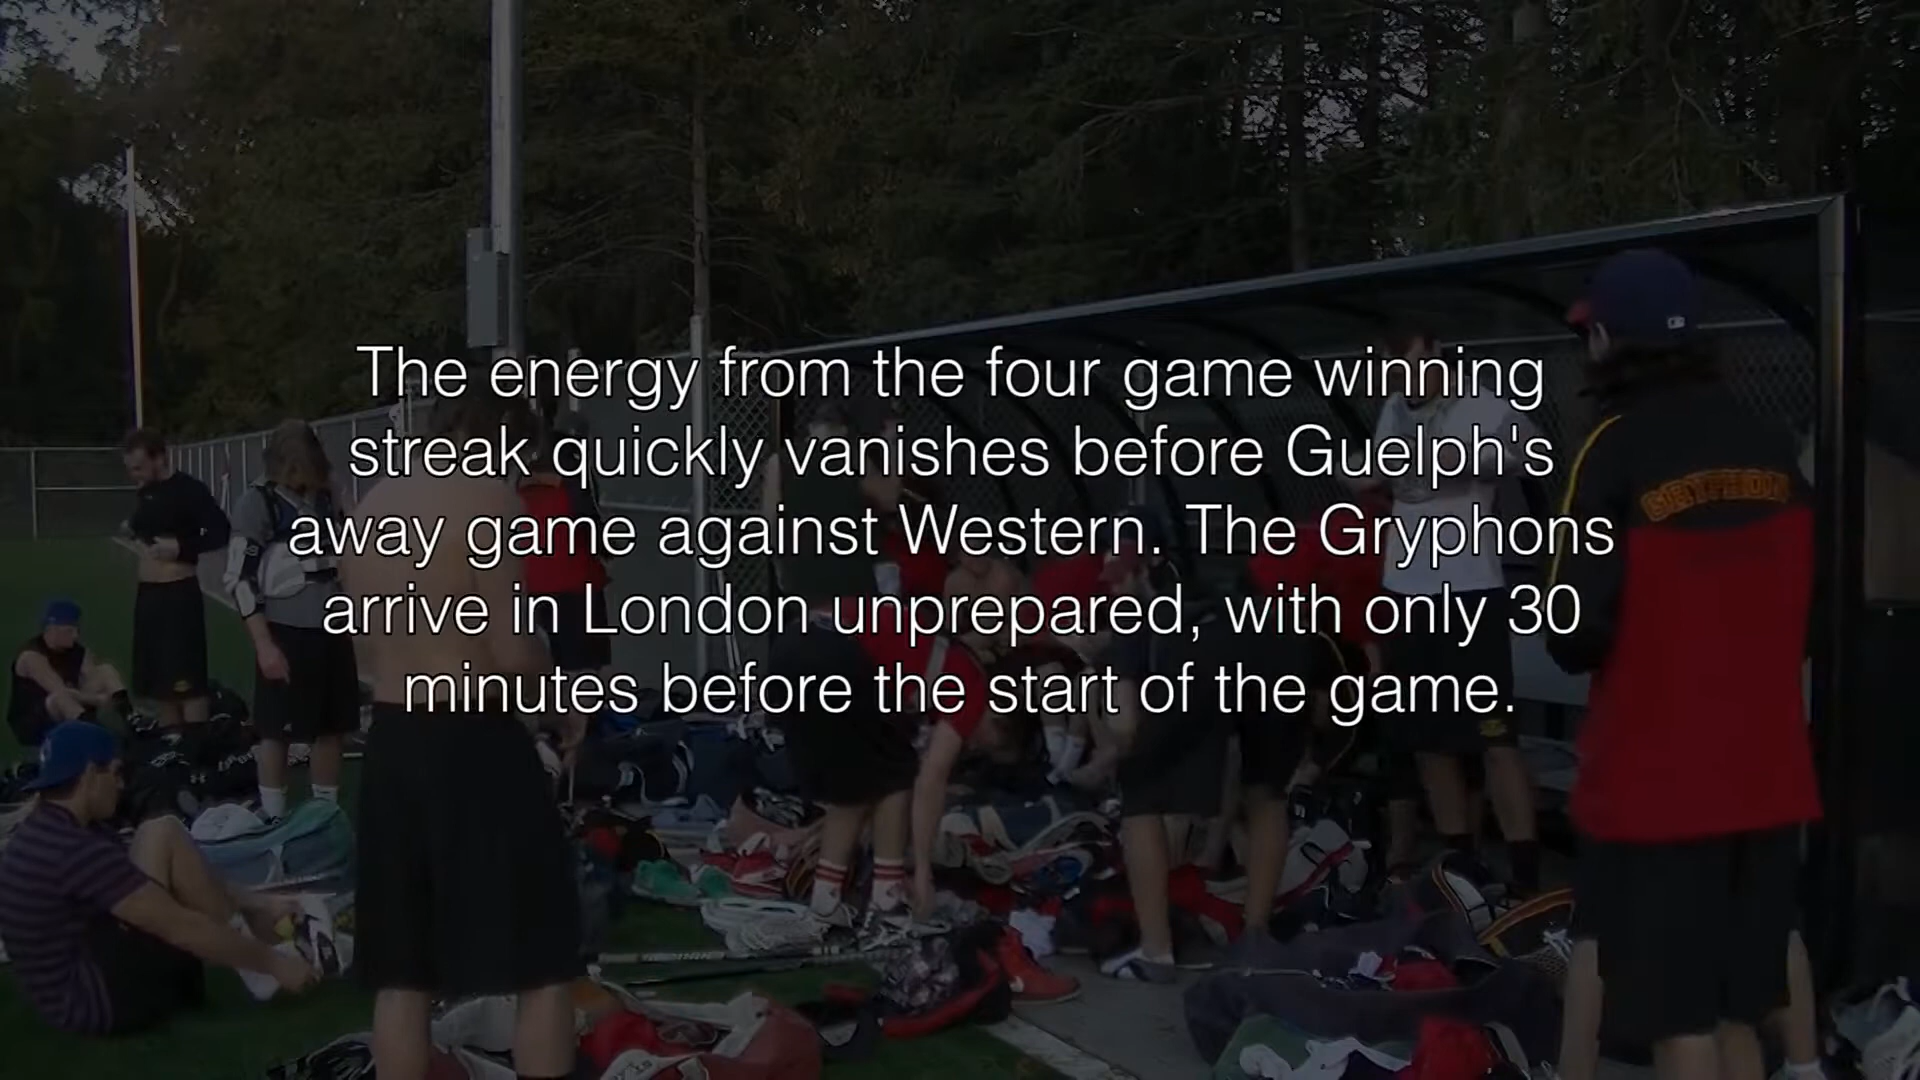 The energy from the four game winning
streak quickly vanishes before Guelph's
away game against Western. The Gryphons
arrive in London unprepared, with only 30
minutes before the start of the game.
GRYPHON